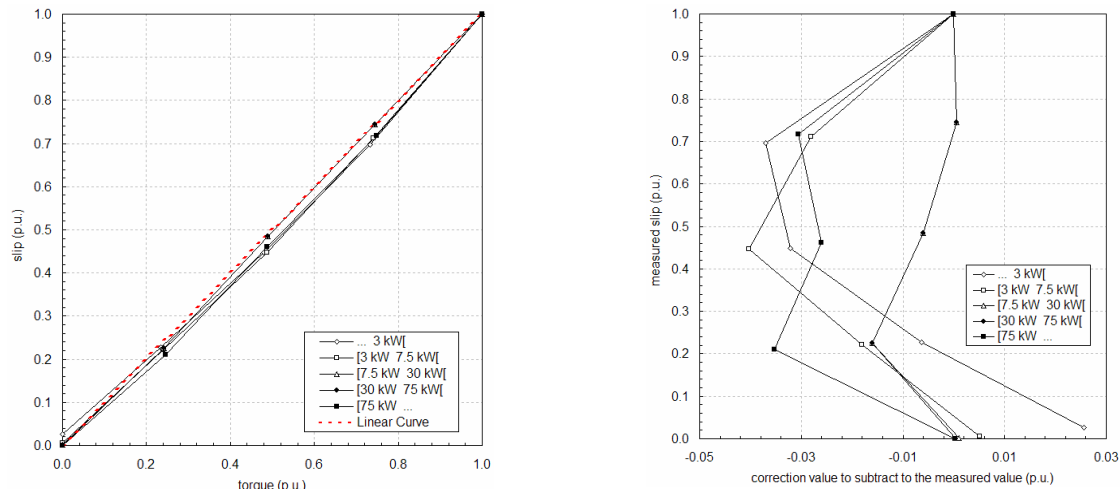 1.0
0.9
0.8
0.7
0.6
0.5
0.4
0.3
0.2
0.1
0.0
slip (p.u.)
... 3 kW[
[3 kW 7.5 kW[
[7.5 kW 30 kW[
[30 kW 75 kW[
[75 kW ...
Linear Curve
0.0 0.2 0.4 0.6 0.8 1.0
torque (p.u.)
1.0
0.9
0.8
0.7
0.6
0.5
0.4
0.3
0.2
0.1
0.0
measured slip (p.u.)
... 3 kW[
[3 kW 7.5 kW[
[7.5 kW 30 kW[
[30 kW 75 kW[
[75 kW ...
-0.05 -0.03 -0.01 0.01 0.03
correction value to subtract to the measured value (p.u.)